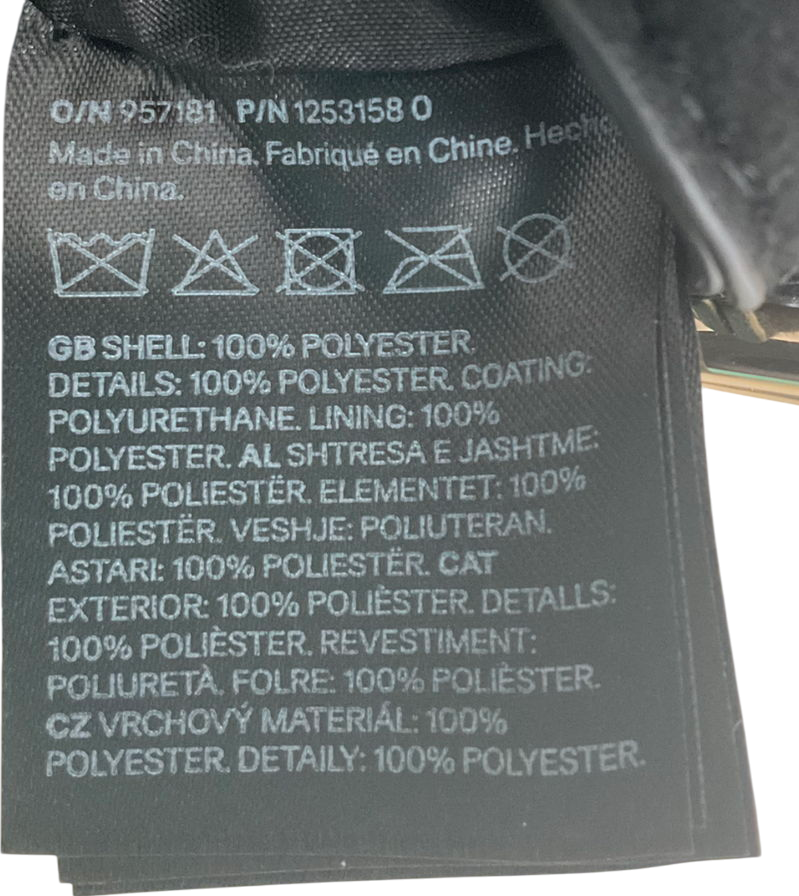 O/N 957181 P/N 1253158 0
Made in China. Fabriqué en Chine. Hecho
en China.
GB SHELL: 100% POLYESTER.
DETAILS: 100% POLYESTER. COATING:
POLYURETHANE. LINING: 100%
POLYESTER. AL SHTRESA E JASHTME:
100% POLIESTËR. ELEMENTET: 100%
POLIESTËR. VESHJE: POLIUTERAN.
ASTARI: 100% POLIESTËR. CAT
EXTERIOR: 100% POLIÈSTER. DETALLS:
100% POLIÈSTER. REVESTIMENT:
POLIURETÀ. FOLRE: 100% POLIÈSTER.
CZ VRCHOVÝ MATERIÁL: 100%
POLYESTER. DETAILY: 100% POLYESTER.